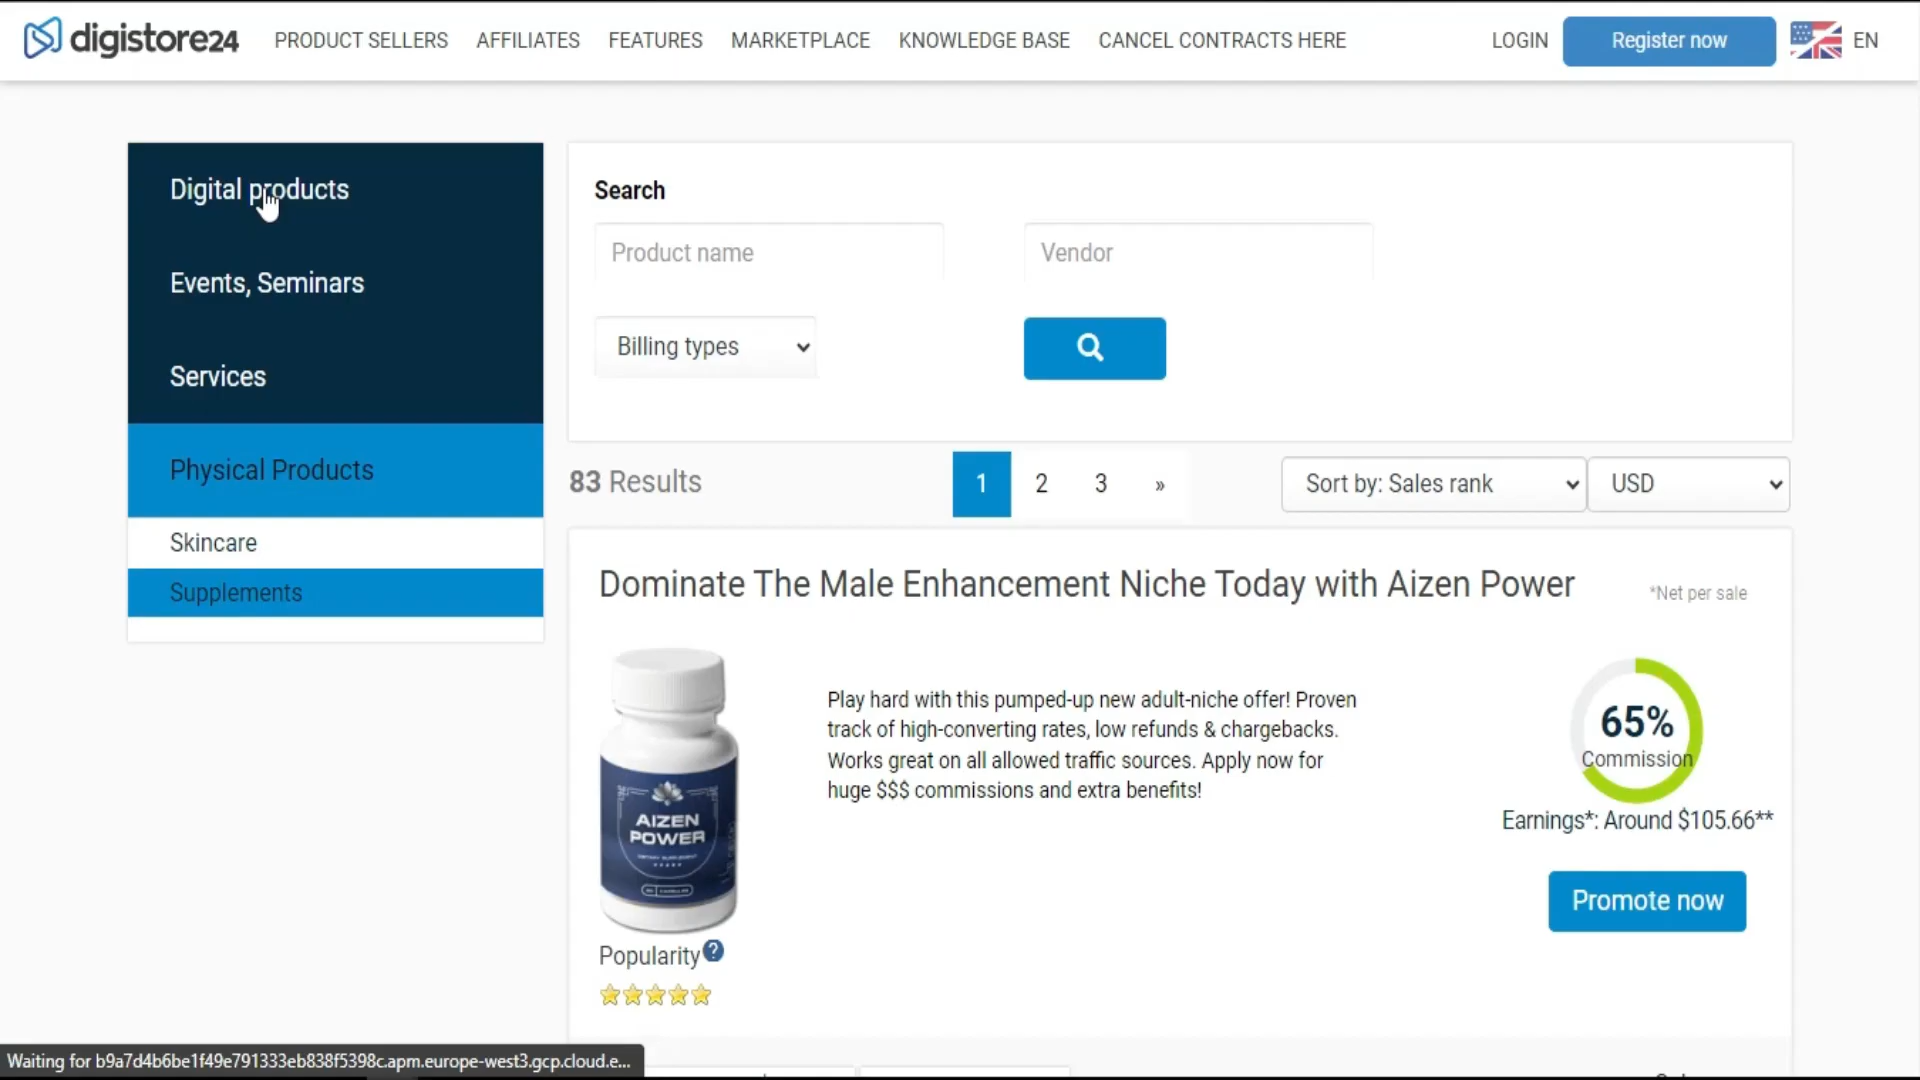 digistore24 PRODUCT SELLERS AFFILIATES FEATURES MARKETPLACE KNOWLEDGE BASE CANCEL CONTRACTS HERE LOGIN Register now EN
Digital products
Events, Seminars
Services
Physical Products
Skincare
Supplements
Search
Product name Vendor
Billing types
83 Results 1 2 3 » Sort by: Sales rank USD
Dominate The Male Enhancement Niche Today with Aizen Power *Net per sale
Play hard with this pumped-up new adult-niche offer! Proven
track of high-converting rates, low refunds & chargebacks.
Works great on all allowed traffic sources. Apply now for
huge $$$ commissions and extra benefits!
AIZEN
POWER
65%
Commission
Earnings*: Around $105.66**
Promote now
Popularity ?
Waiting for b9a7d4b6be1f49e791333eb838f5398c.apm.europe-west3.gcp.cloud.e...